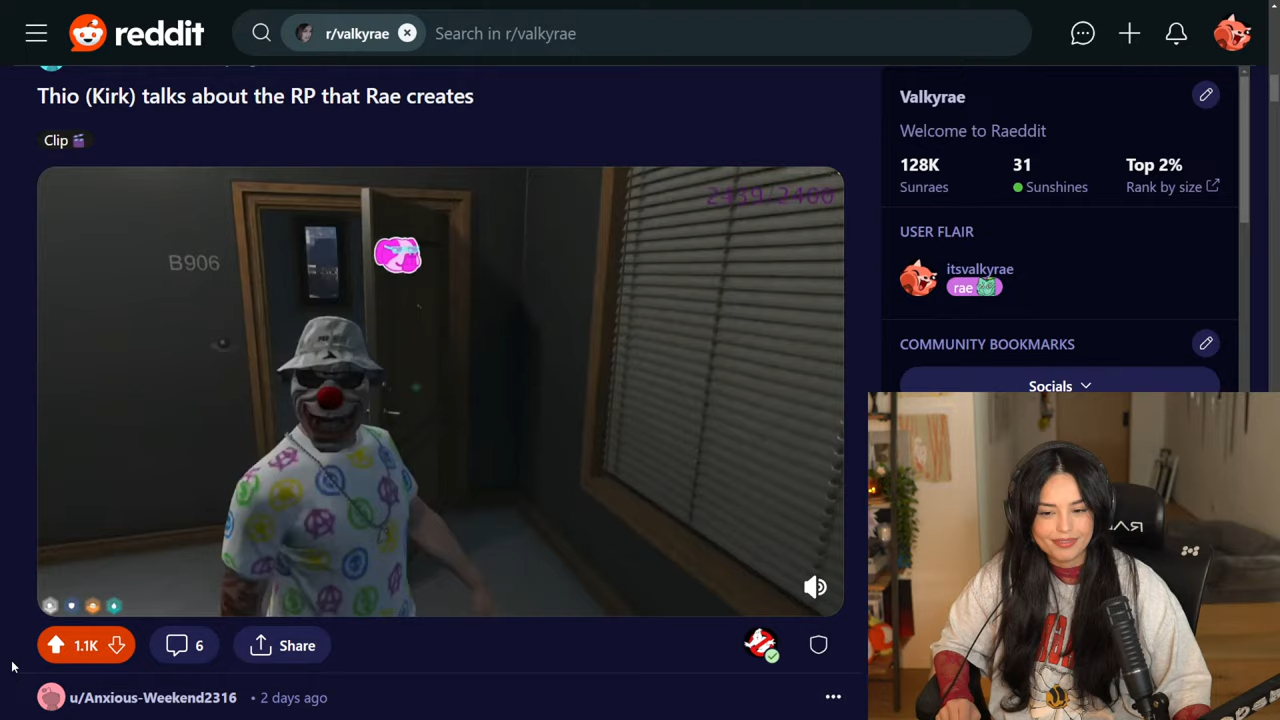 reddit
r/valkyrae
Search in r/valkyrae
Thio (Kirk) talks about the RP that Rae creates
Clip
B906
1.1K
6
Share
u/Anxious-Weekend2316
• 2 days ago
Valkyrae
Welcome to Raeddit
128K
31
Top 2%
Sunraes
Sunshines
Rank by size
USER FLAIR
itsvalkyrae
rae
COMMUNITY BOOKMARKS
Socials